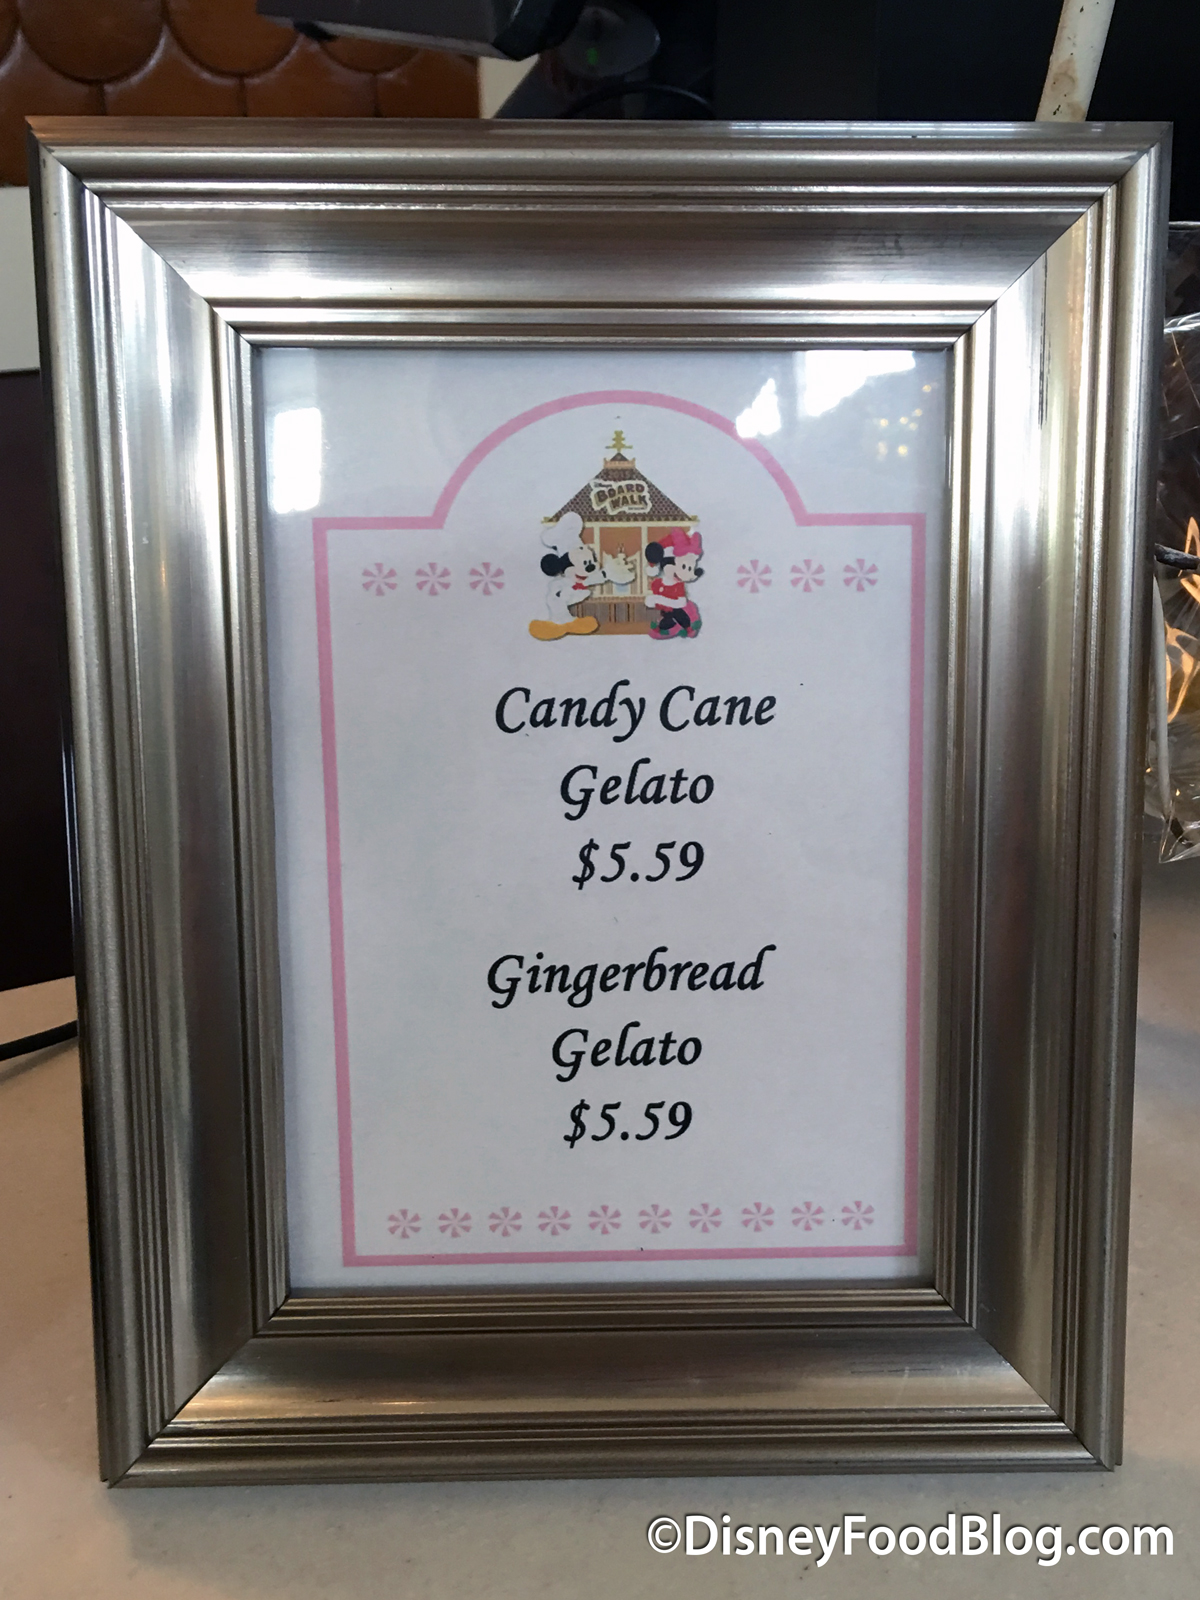 BOARD
WALK
Candy Cane
Gelato
$5.59
Gingerbread
Gelato
$5.59
©DisneyFoodBlog.com